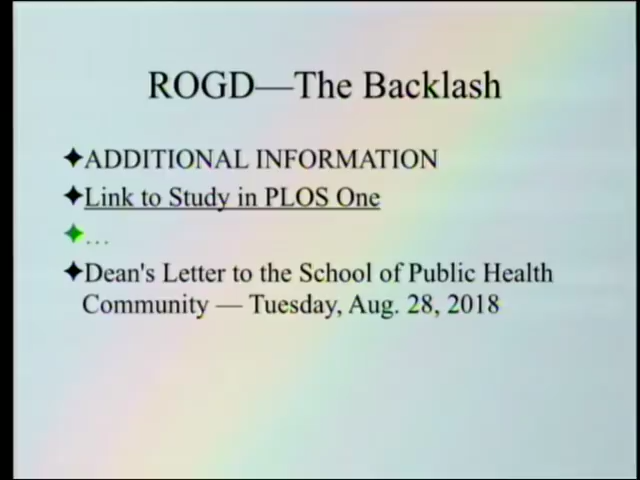 ROGD—The Backlash
ADDITIONAL INFORMATION
Link to Study in PLOS One
...
Dean's Letter to the School of Public Health
Community — Tuesday, Aug. 28, 2018